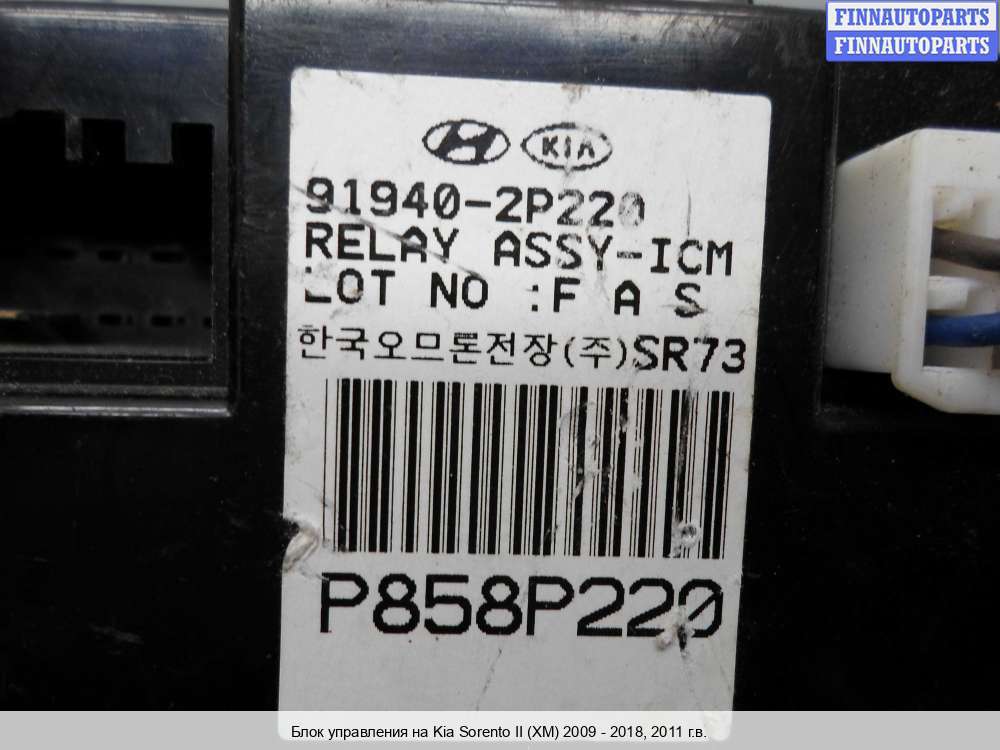 FINNAUTOPARTS
FINNAUTOPARTS
KIA
91940-2P220
RELAY ASSY-ICM
LOT NO :F A S
한국오므론전장(주)SR73
P858P220
Блок управления на Kia Sorento II (XM) 2009 - 2018, 2011 г.в.